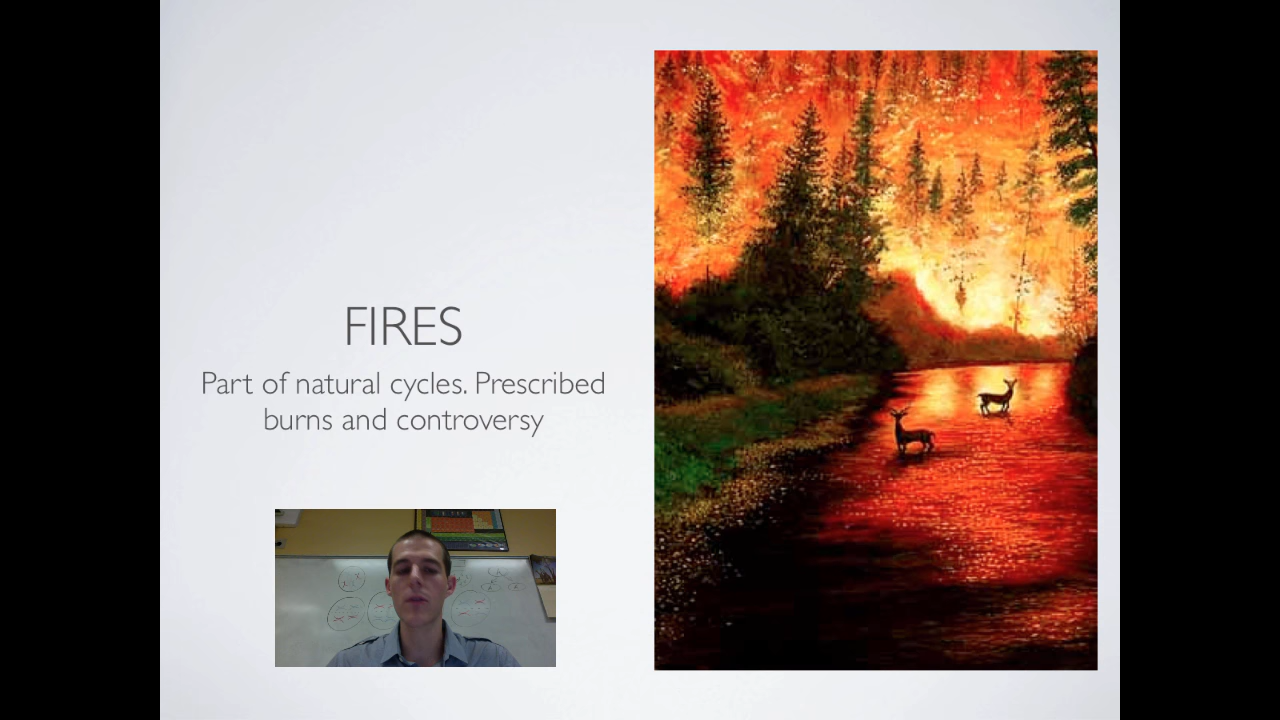 FIRES
Part of natural cycles. Prescribed
burns and controversy